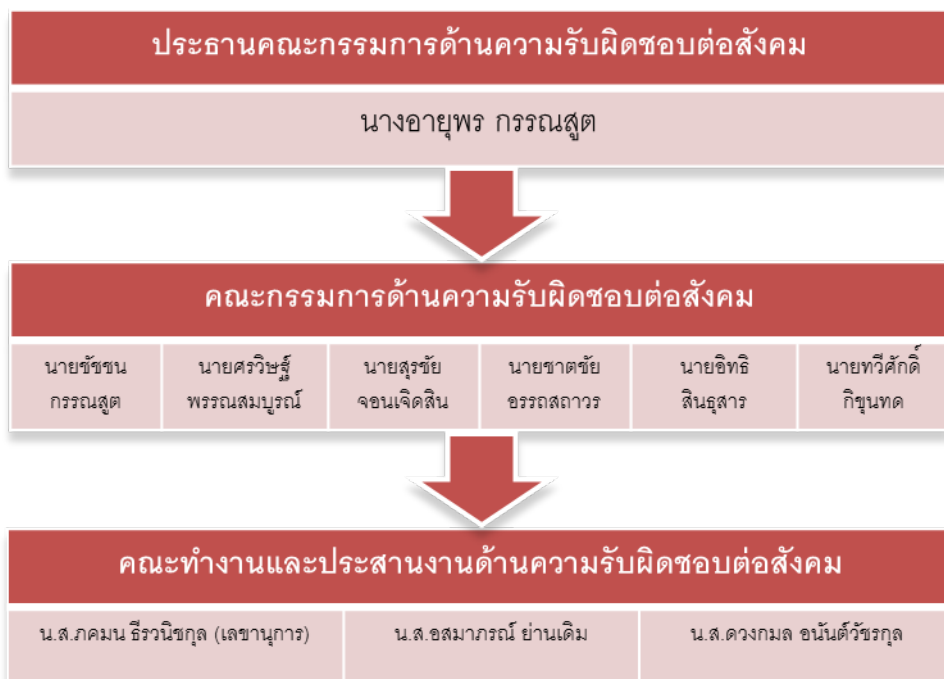 ประธานคณะกรรมการด้านความรับผิดชอบต่อสังคม
นางอายุพร กรรณสูต
คณะกรรมการด้านความรับผิดชอบต่อสังคม
นายชัชชน
กรรณสูต
นายศรวิษฐ์
พรรณสมบูรณ์
นายสุรชัย
จอนเจิดสิน
นายชาตชัย
อรรถสถาวร
นายอิทธิ
สินธุสาร
นายทวีศักดิ์
กิขุนทด
คณะทำงานและประสานงานด้านความรับผิดชอบต่อสังคม
น.ส.ภคมน ธีรวนิชกุล (เลขานุการ)
น.ส.อสมาภรณ์ ย่านเดิม
น.ส.ดวงกมล อนันต์วัชรกุล